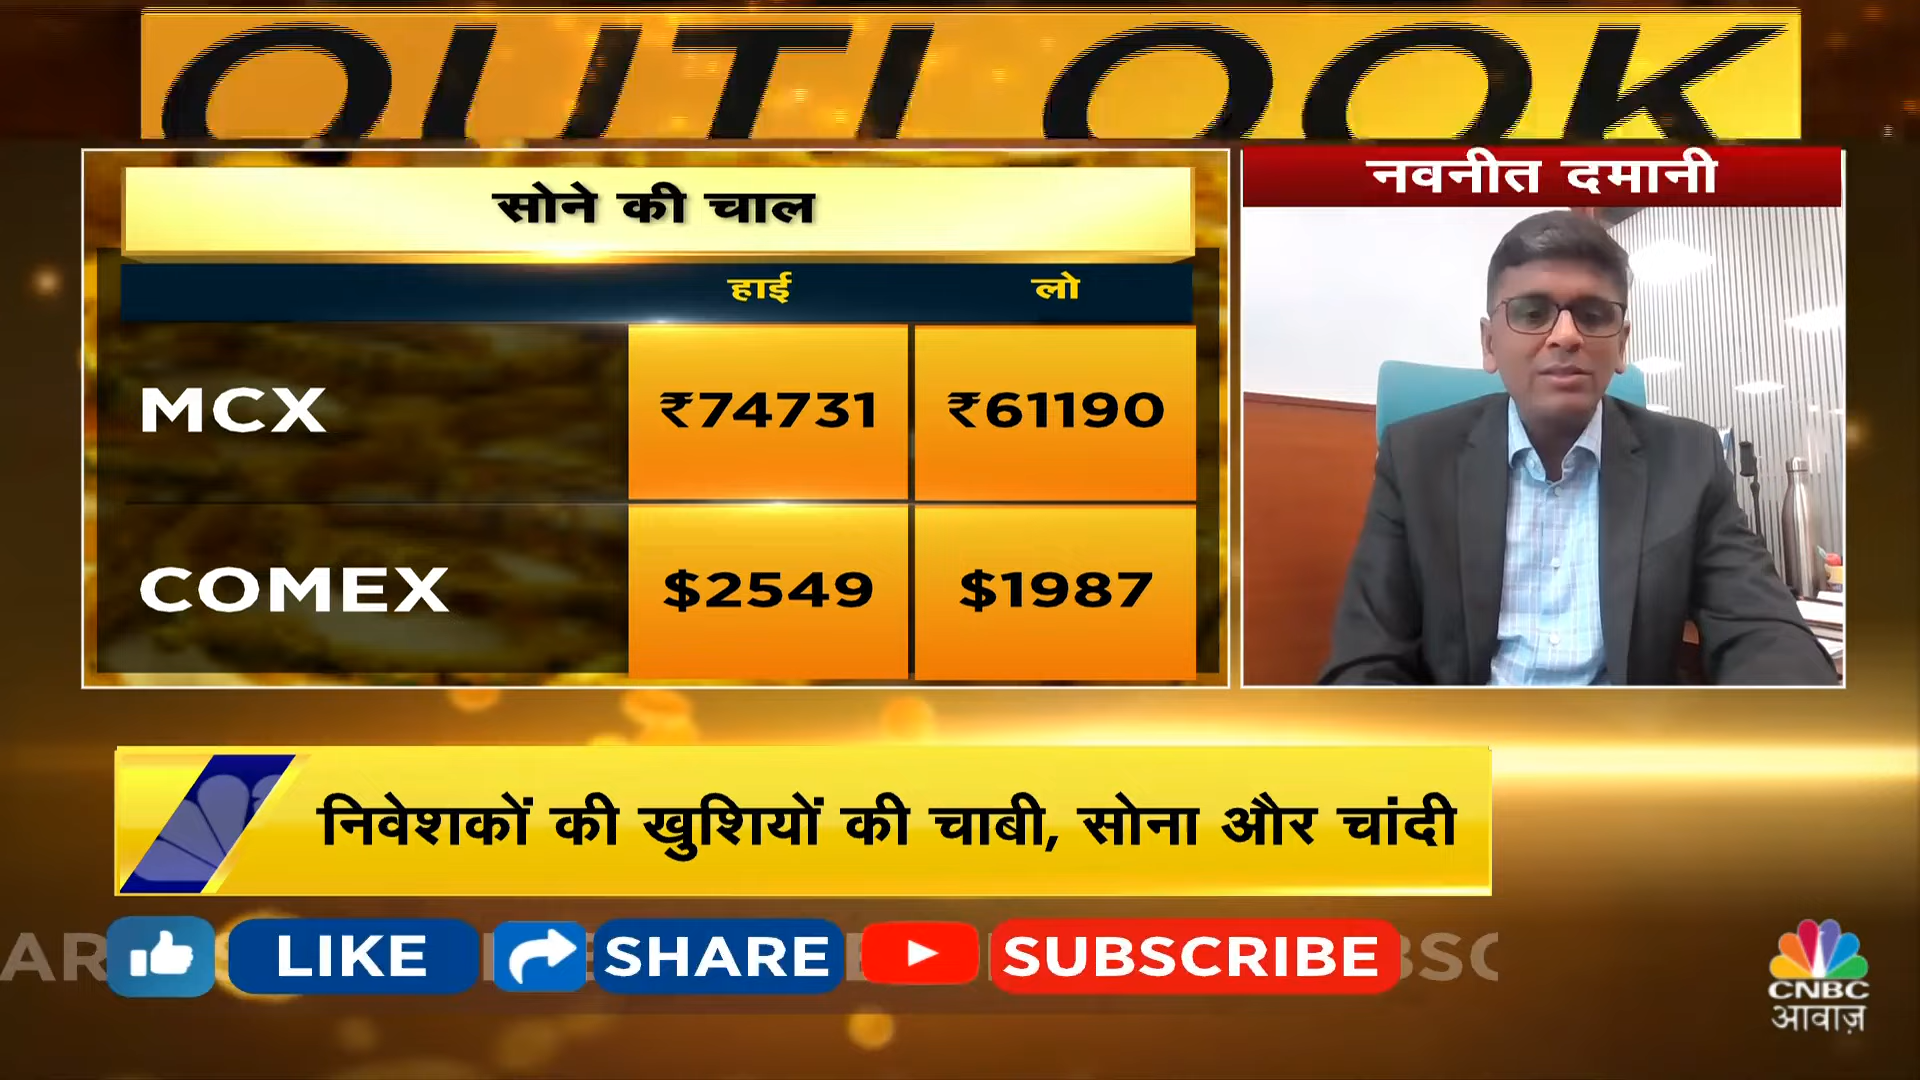 OUTLOOK
सोने की चाल
नवनीत दमानी
हाई लो
MCX ₹74731 ₹61190
COMEX $2549 $1987
निवेशकों की खुशियों की चाबी, सोना और चांदी
LIKE SHARE SUBSCRIBE
CNBC
आवाज़